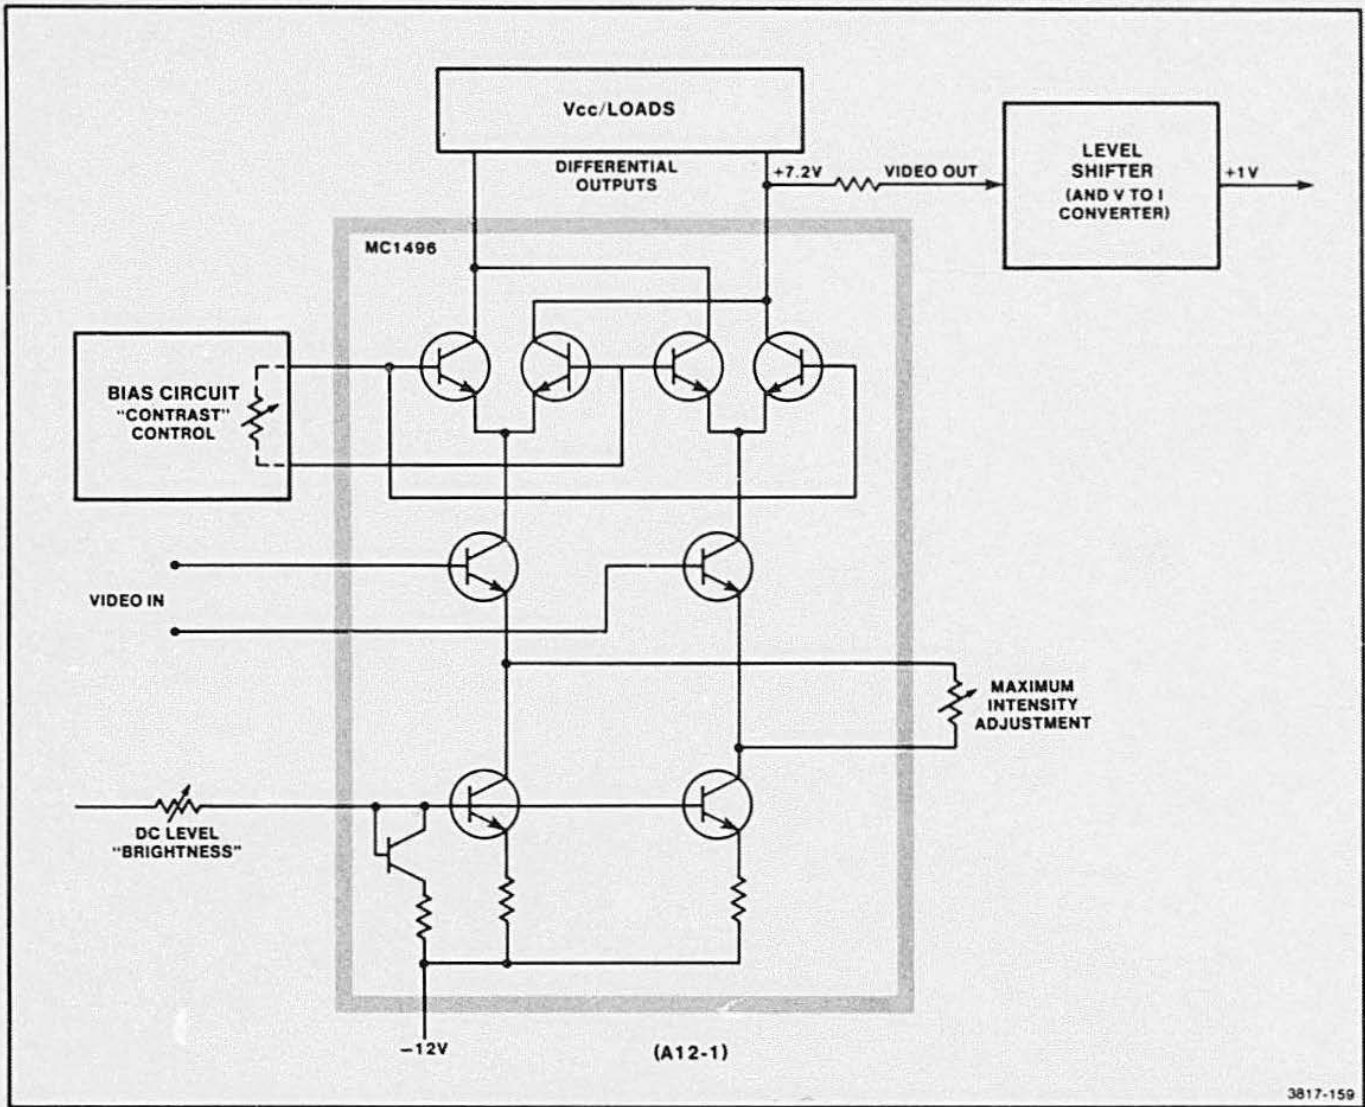 Vcc/LOADS
DIFFERENTIAL
OUTPUTS
+7.2V
VIDEO OUT
LEVEL
SHIFTER
(AND V TO I
CONVERTER)
+1V
MC1496
BIAS CIRCUIT
"CONTRAST"
CONTROL
VIDEO IN
MAXIMUM
INTENSITY
ADJUSTMENT
DC LEVEL
"BRIGHTNESS"
–12V
(A12-1)
3817-159